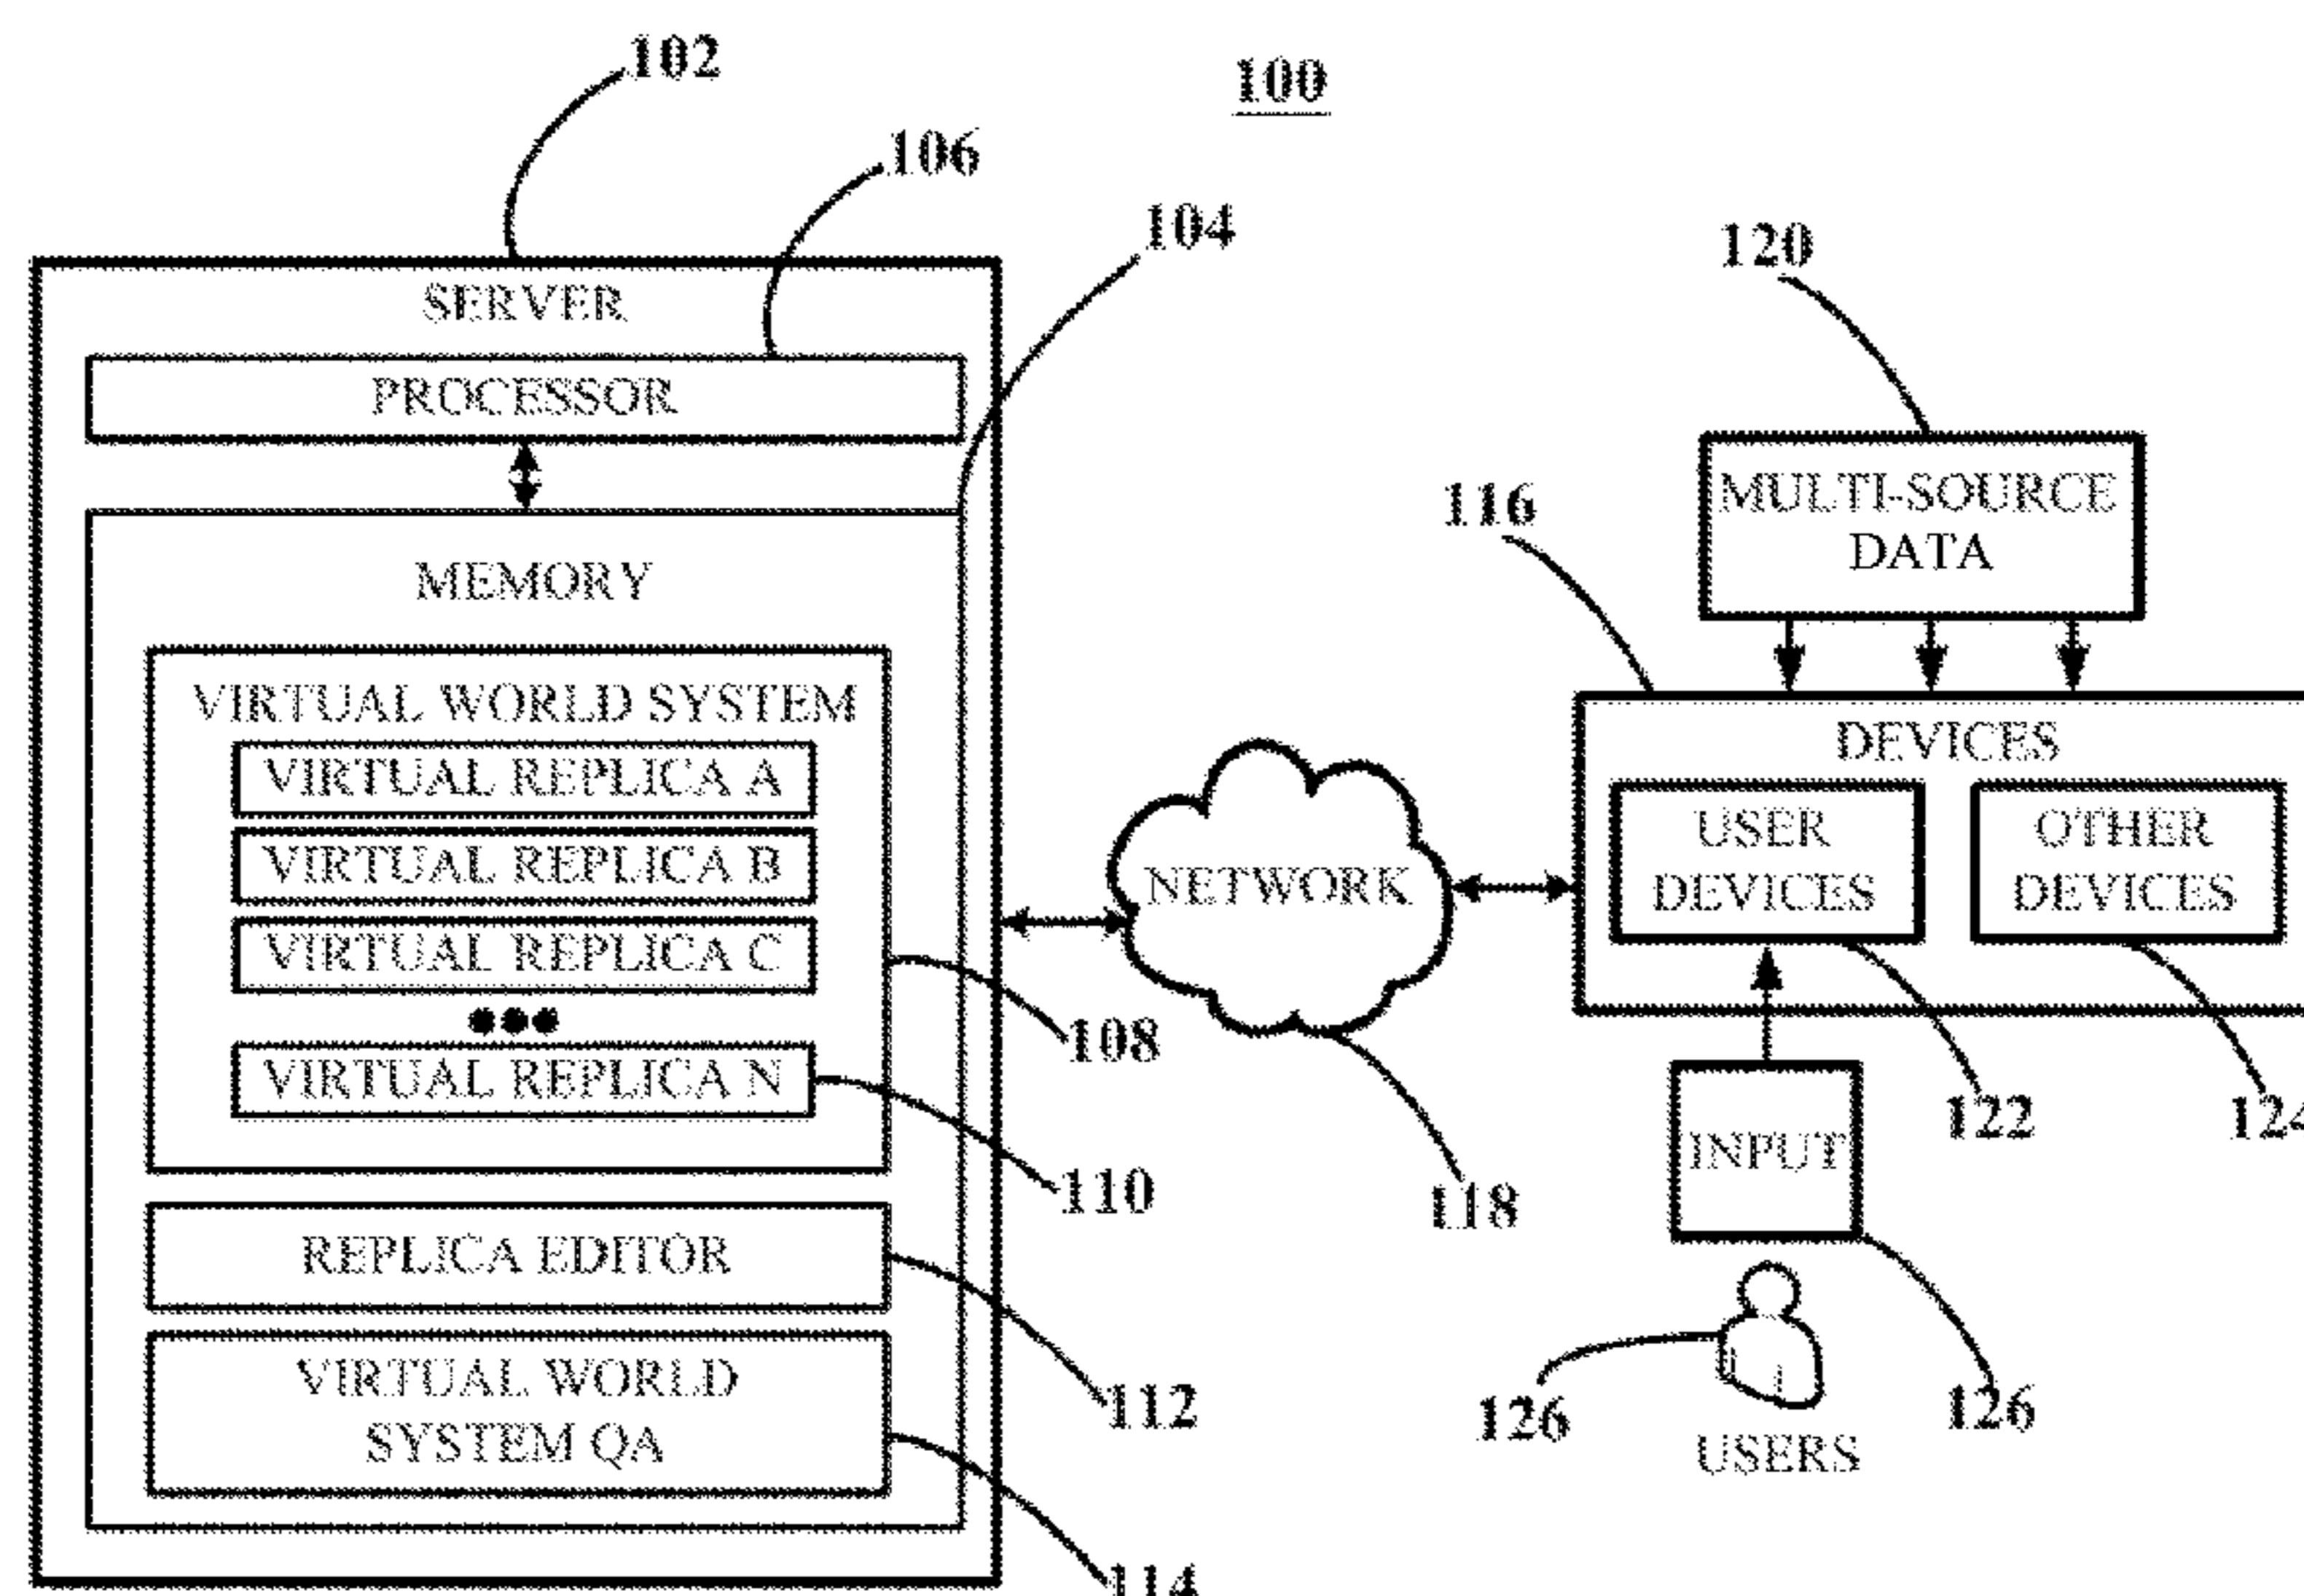 102
100
106
104
120
SERVER
PROCESSOR
116
MULTI-SOURCE
DATA
MEMORY
VIRTUAL WORLD SYSTEM
VIRTUAL REPLICA A
VIRTUAL REPLICA B
VIRTUAL REPLICA C
VIRTUAL REPLICA N
108
110
REPLICA EDITOR
112
VIRTUAL WORLD
SYSTEM QA
114
NETWORK
118
DEVICES
USER
DEVICES
OTHER
DEVICES
122
124
INPUT
126
126
USERS